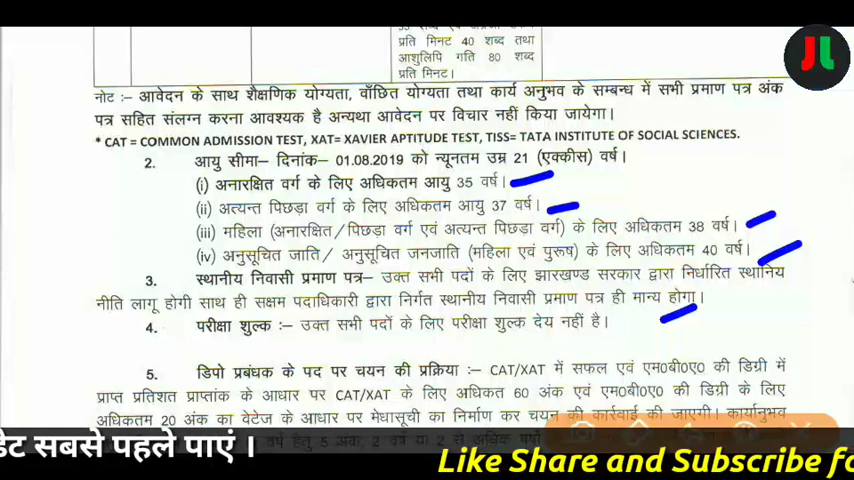 प्रति मिनट 40 शब्द तथा
आशुलिपि गति 80 शब्द
प्रति मिनट।
नोट :– आवेदन के साथ शैक्षणिक योग्यता, वाँछित योग्यता तथा कार्य अनुभव के सम्बन्ध में सभी प्रमाण पत्र अंक
पत्र सहित संलग्न करना आवश्यक है अन्यथा आवेदन पर विचार नहीं किया जायेगा।
* CAT = COMMON ADMISSION TEST, XAT= XAVIER APTITUDE TEST, TISS= TATA INSTITUTE OF SOCIAL SCIENCES.
2. आयु सीमा– दिनांक– 01.08.2019 को न्यूनतम उम्र 21 (एक्कीस) वर्ष।
(i) अनारक्षित वर्ग के लिए अधिकतम आयु 35 वर्ष।
(ii) अत्यन्त पिछड़ा वर्ग के लिए अधिकतम आयु 37 वर्ष।
(iii) महिला (अनारक्षित/पिछड़ा वर्ग एवं अत्यन्त पिछड़ा वर्ग) के लिए अधिकतम 38 वर्ष।
(iv) अनुसूचित जाति/ अनुसूचित जनजाति (महिला एवं पुरूष) के लिए अधिकतम 40 वर्ष।
3. स्थानीय निवासी प्रमाण पत्र– उक्त सभी पदों के लिए झारखण्ड सरकार द्वारा निर्धारित स्थानिय
नीति लागू होगी साथ ही सक्षम पदाधिकारी द्वारा निर्गत स्थानीय निवासी प्रमाण पत्र ही मान्य होगा।
4. परीक्षा शुल्क :– उक्त सभी पदों के लिए परीक्षा शुल्क देय नहीं है।
5. डिपो प्रबंधक के पद पर चयन की प्रक्रिया :– CAT/XAT में सफल एवं एम0बी0ए0 की डिग्री में
प्राप्त प्रतिशत प्राप्तांक के आधार पर CAT/XAT के लिए अधिकत 60 अंक एवं एम0बी0ए0 की डिग्री के लिए
अधिकतम 20 अंक का वेटेज के आधार पर मेधासूची का निर्माण कर चयन की कार्रवाई की जाएगी। कार्यानुभव
डेट सबसे पहले पाएं ।
Like Share and Subscribe fo